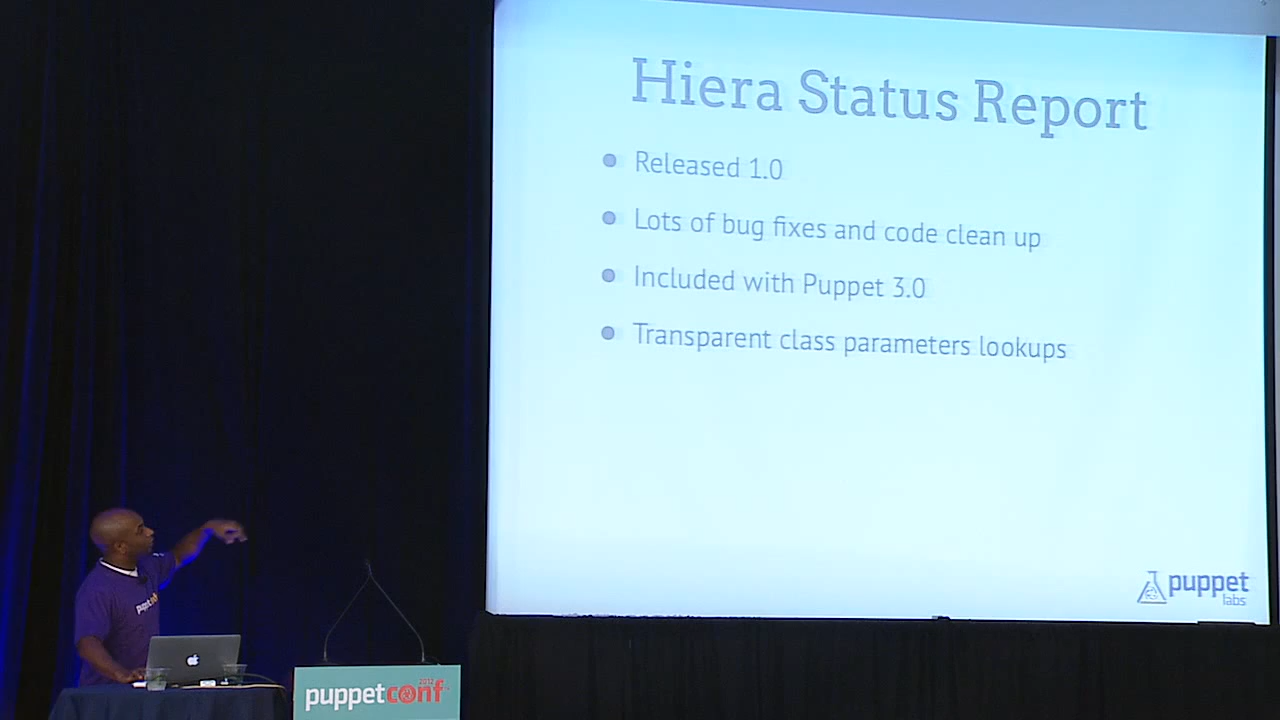 Hiera Status Report
Released 1.0
Lots of bug fixes and code clean up
Included with Puppet 3.0
Transparent class parameters lookups
puppet
labs
puppet
2012
puppetconf